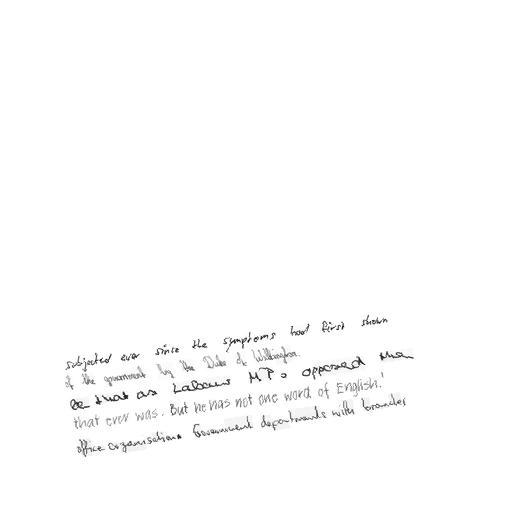 subjected ever since the symptoms had first shown
of the government by the Duke of Wellington.
be that as Labour M Ps opposed the
that ever was. But he has not one word of English.'
office organisations Government departments with branches